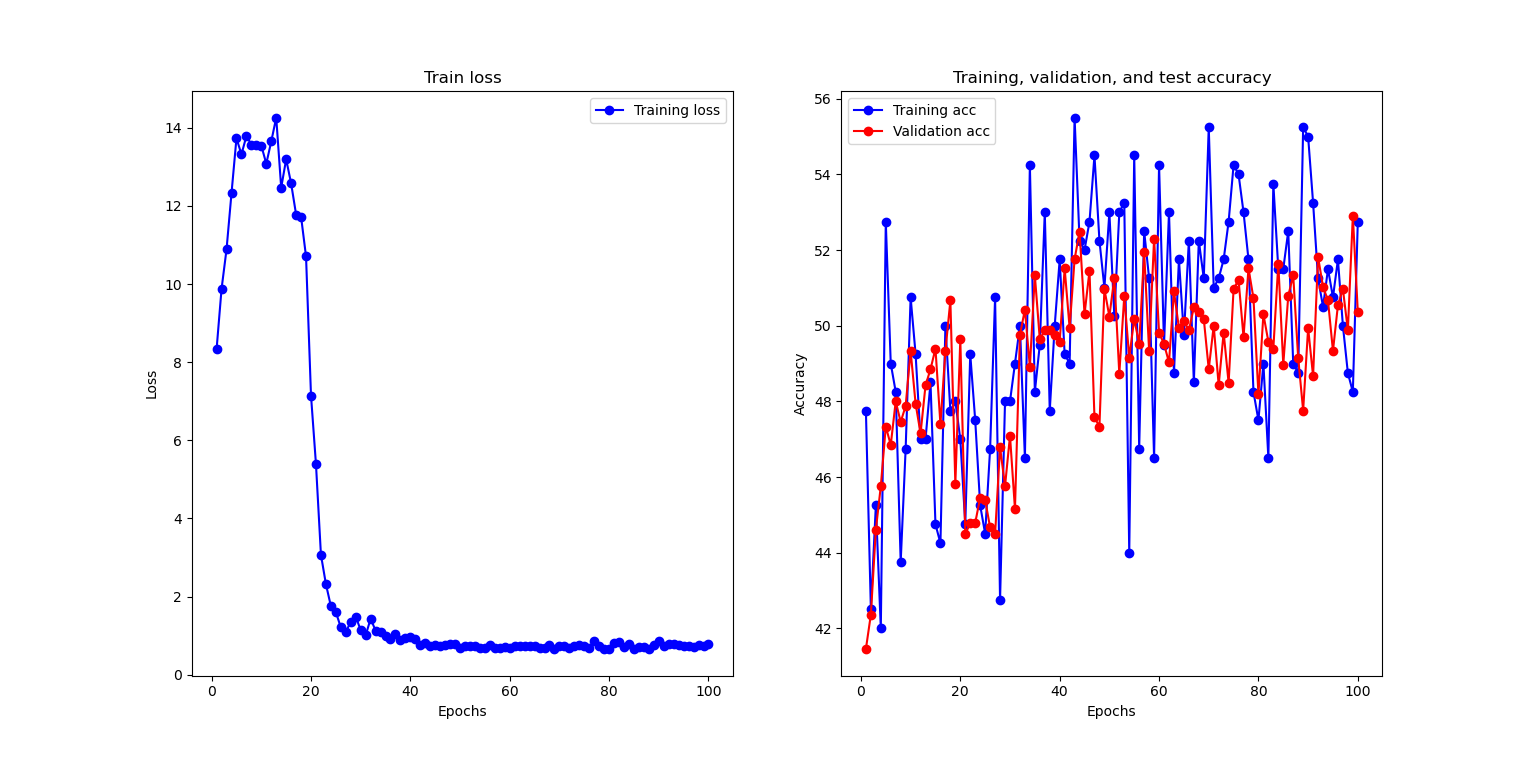 Train loss
Training loss
14
12
10
8
6
4
2
0
Loss
0 20 40 60 80 100
Epochs
Training, validation, and test accuracy
Training acc
Validation acc
56
54
52
50
48
46
44
42
Accuracy
0 20 40 60 80 100
Epochs